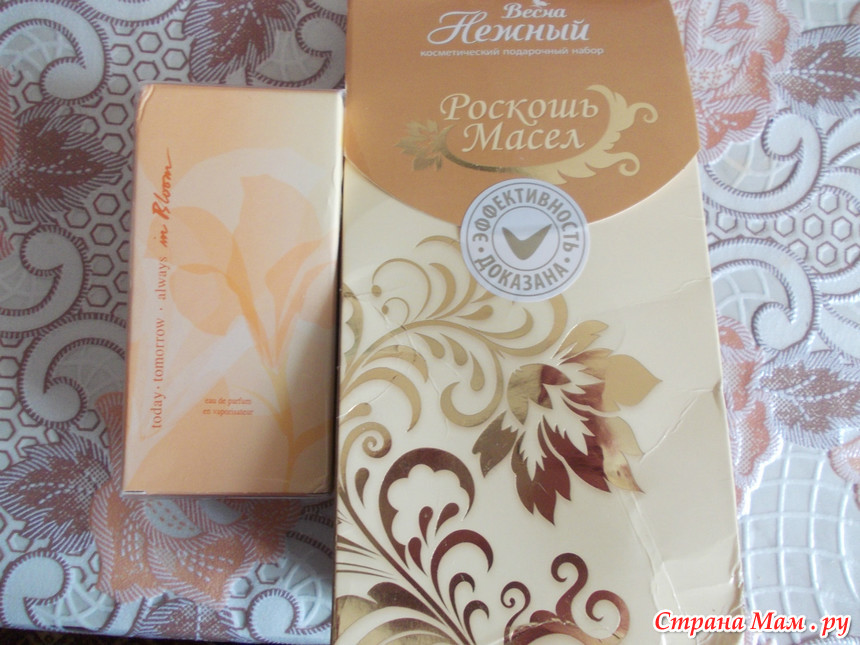 today · tomorrow · always in Bloom
eau de parfum
en vaporisateur
Весна
Нежный
косметический подарочный набор
Роскошь
Масел
ЭФФЕКТИВНОСТЬ
ДОКАЗАНА
Страна Мам . ру